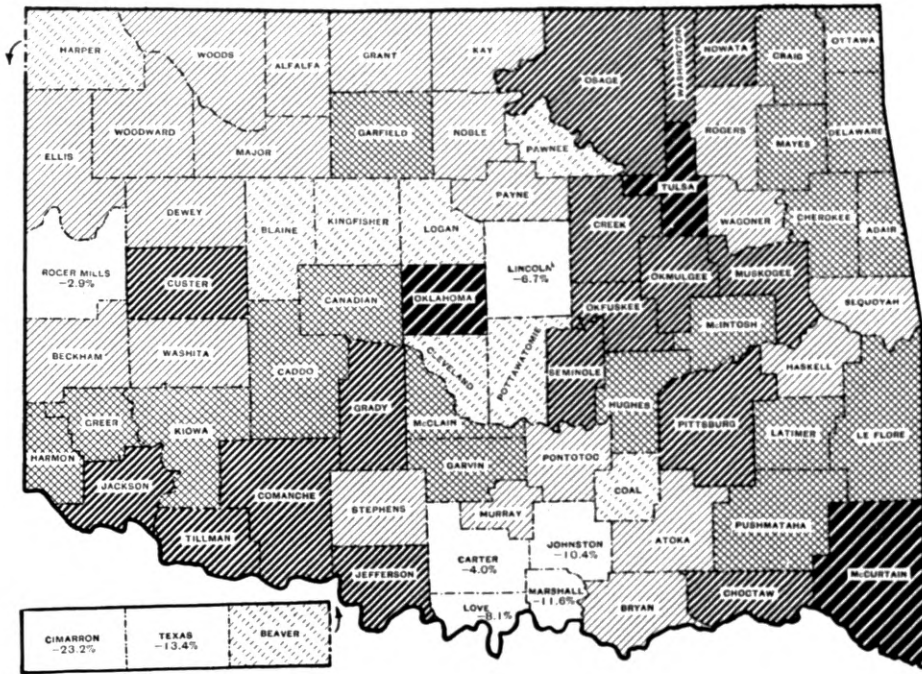 HARPER
WOODS
ALFALFA
GRANT
KAY
OSAGE
WASHINGTON
NOWATA
CRAIG
OTTAWA
ELLIS
WOODWARD
MAJOR
GARFIELD
NOBLE
PAWNEE
ROGERS
MAYES
DELAWARE
TULSA
DEWEY
BLAINE
KINGFISHER
LOGAN
PAYNE
CREEK
WAGONER
CHEROKEE
ADAIR
ROGER MILLS
-2.9%
CUSTER
CANADIAN
OKLAHOMA
LINCOLN
-6.7%
OKFUSKEE
OKMULGEE
MUSKOGEE
SEQUOYAH
McINTOSH
BECKHAM
WASHITA
CADDO
CLEVELAND
POTTAWATOMIE
SEMINOLE
HUGHES
HASKELL
PITTSBURG
LATIMER
LE FLORE
HARMON
GREER
KIOWA
GRADY
McCLAIN
GARVIN
PONTOTOC
COAL
JACKSON
COMANCHE
TILLMAN
STEPHENS
MURRAY
CARTER
-4.0%
JOHNSTON
-10.4%
ATOKA
PUSHMATAHA
McCURTAIN
JEFFERSON
LOVE
-8.1%
MARSHALL
-11.6%
BRYAN
CHOCTAW
CIMARRON
-23.2%
TEXAS
-13.4%
BEAVER